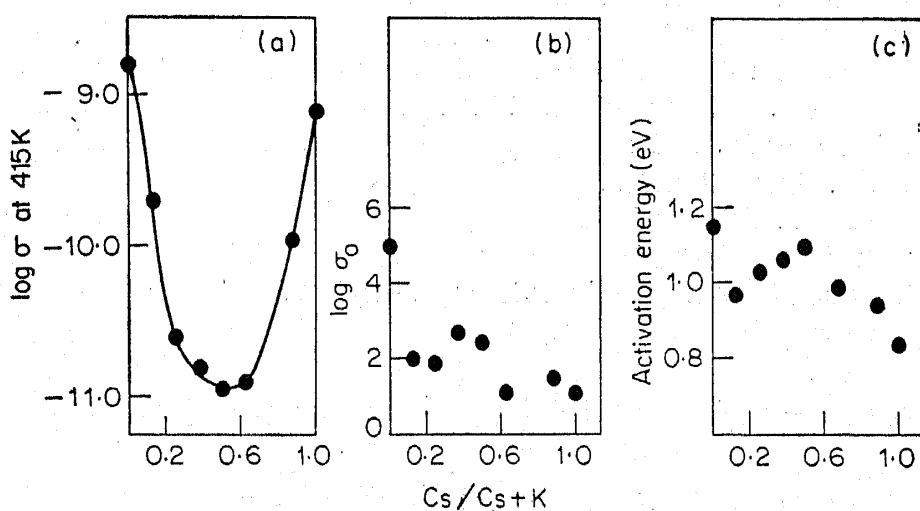 (a)
log σ at 415K
-9.0
-10.0
-11.0
0.2 0.6 1.0
(b)
log σ₀
6
4
2
0
0.2 0.6 1.0
Cs/Cs+K
(c)
Activation energy (eV)
1.2
1.0
0.8
0.2 0.6 1.0